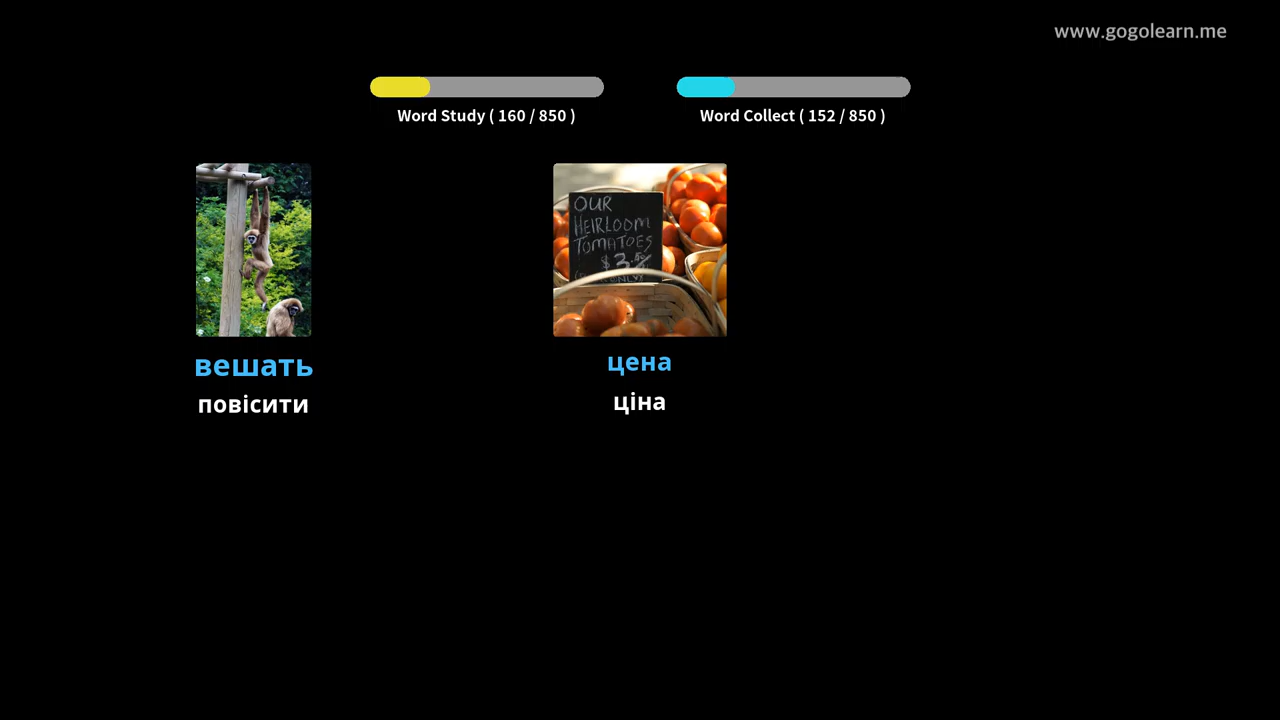 www.gogolearn.me
Word Study ( 160 / 850 )
Word Collect ( 152 / 850 )
OUR
HEIRLOOM
TOMATOES
вешать
повісити
цена
ціна